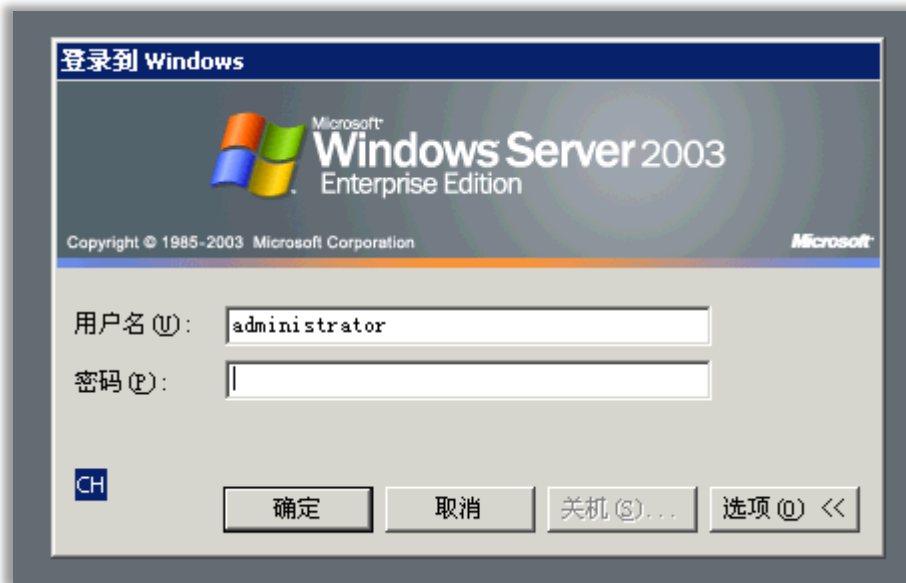 登录到 Windows
Microsoft
Windows Server 2003
Enterprise Edition
Copyright © 1985-2003 Microsoft Corporation Microsoft
用户名(U):
administrator
密码(P):
CH
确定 取消 关机(S)... 选项(O) <<